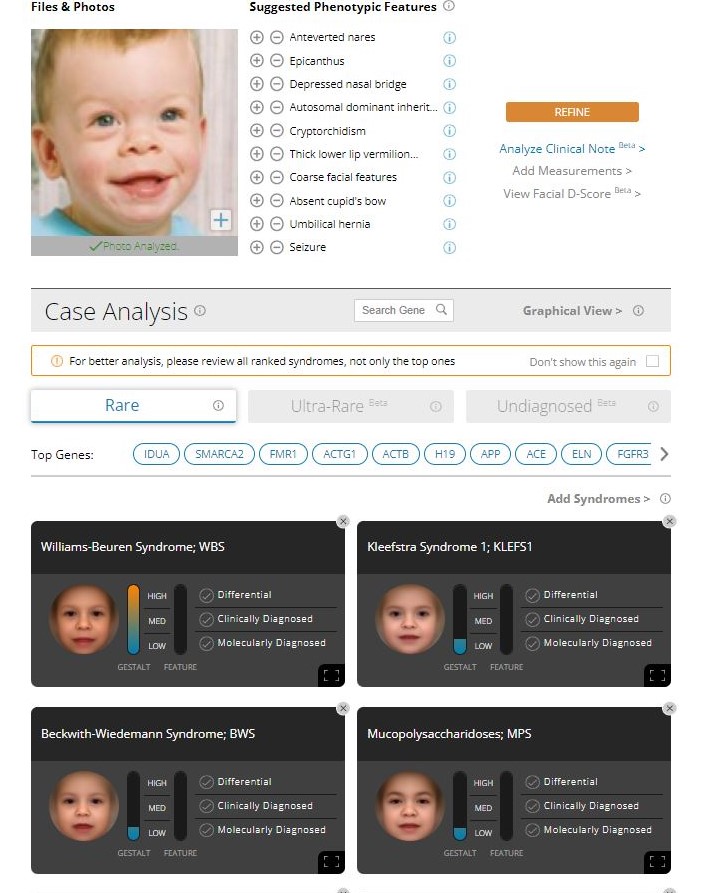 Files & Photos
Suggested Phenotypic Features
Anteverted nares
Epicanthus
Depressed nasal bridge
Autosomal dominant inherit...
Cryptorchidism
Thick lower lip vermilion...
Coarse facial features
Absent cupid's bow
Umbilical hernia
Seizure
Photo Analyzed.
REFINE
Analyze Clinical Note Beta >
Add Measurements >
View Facial D-Score Beta >
Case Analysis
Search Gene
Graphical View >
For better analysis, please review all ranked syndromes, not only the top ones
Don't show this again
Rare
Ultra-Rare Beta
Undiagnosed Beta
Top Genes:
IDUA
SMARCA2
FMR1
ACTG1
ACTB
H19
APP
ACE
ELN
FGFR3
Add Syndromes >
Williams-Beuren Syndrome; WBS
HIGH
MED
LOW
GESTALT
FEATURE
Differential
Clinically Diagnosed
Molecularly Diagnosed
Kleefstra Syndrome 1; KLEFS1
HIGH
MED
LOW
GESTALT
FEATURE
Differential
Clinically Diagnosed
Molecularly Diagnosed
Beckwith-Wiedemann Syndrome; BWS
HIGH
MED
LOW
GESTALT
FEATURE
Differential
Clinically Diagnosed
Molecularly Diagnosed
Mucopolysaccharidoses; MPS
HIGH
MED
LOW
GESTALT
FEATURE
Differential
Clinically Diagnosed
Molecularly Diagnosed